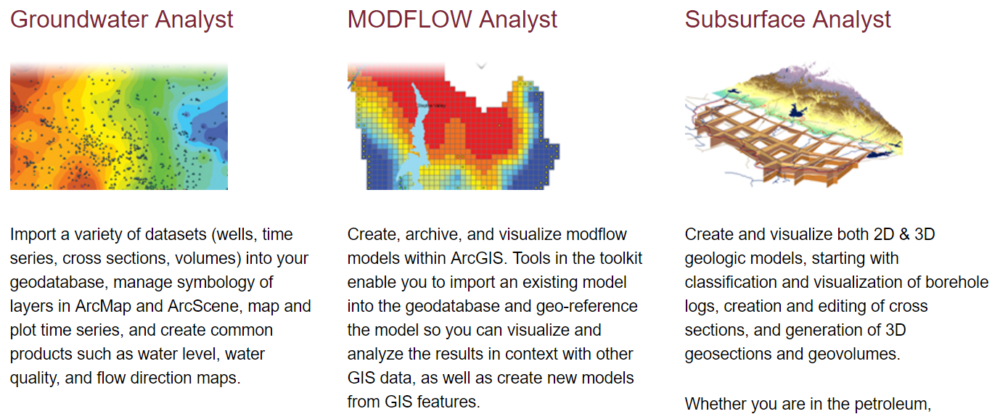 Groundwater Analyst
Import a variety of datasets (wells, time
series, cross sections, volumes) into your
geodatabase, manage symbology of
layers in ArcMap and ArcScene, map and
plot time series, and create common
products such as water level, water
quality, and flow direction maps.
MODFLOW Analyst
Create, archive, and visualize modflow
models within ArcGIS. Tools in the toolkit
enable you to import an existing model
into the geodatabase and geo-reference
the model so you can visualize and
analyze the results in context with other
GIS data, as well as create new models
from GIS features.
Subsurface Analyst
Create and visualize both 2D & 3D
geologic models, starting with
classification and visualization of borehole
logs, creation and editing of cross
sections, and generation of 3D
geosections and geovolumes.
Whether you are in the petroleum,